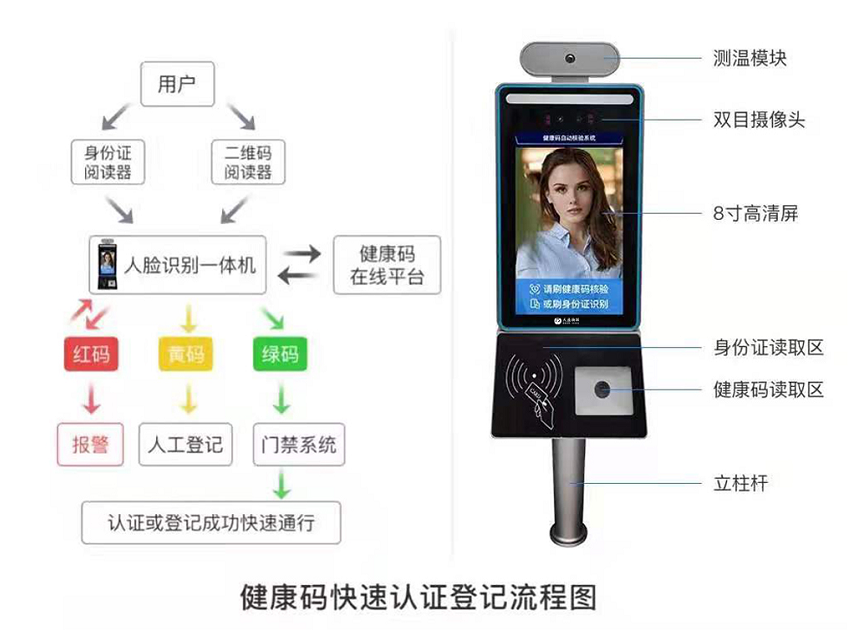 用户
身份证
阅读器
二维码
阅读器
人脸识别一体机
健康码
在线平台
红码
黄码
绿码
报警
人工登记
门禁系统
认证或登记成功快速通行
测温模块
双目摄像头
健康码自动核验系统
8寸高清屏
请刷健康码核验
或刷身份证识别
身份证读取区
健康码读取区
立柱杆
健康码快速认证登记流程图